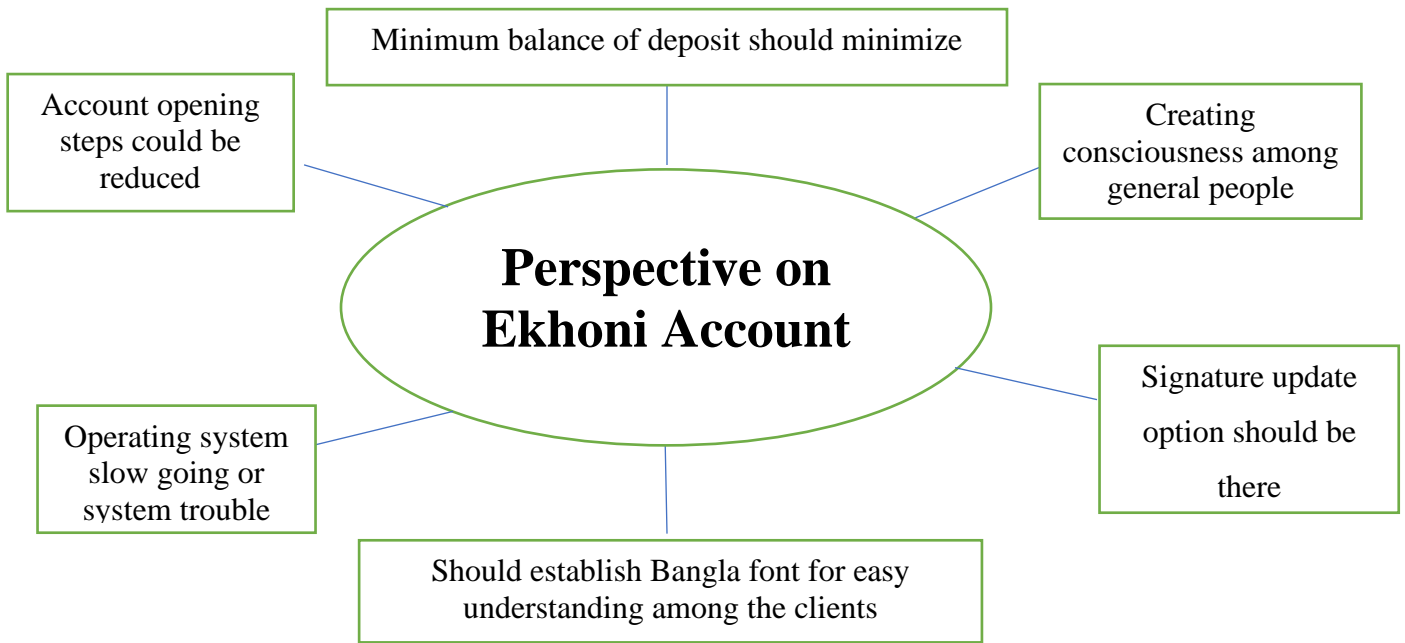 Minimum balance of deposit should minimize
Account opening
steps could be
reduced
Creating
consciousness among
general people
Perspective on
Ekhoni Account
Signature update
option should be
there
Operating system
slow going or
system trouble
Should establish Bangla font for easy
understanding among the clients